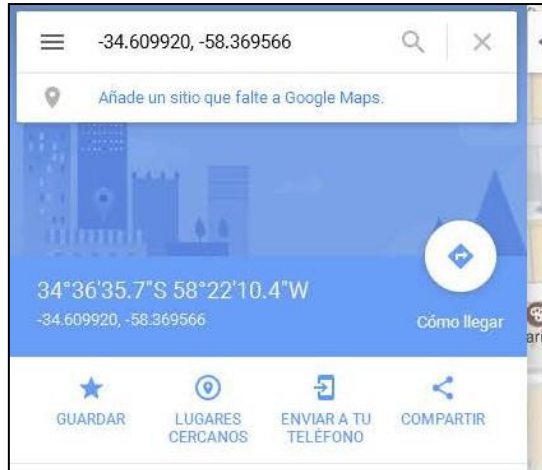 -34.609920, -58.369566
Añade un sitio que falte a Google Maps.
34°36'35.7"S 58°22'10.4"W
-34.609920, -58.369566
Cómo llegar
GUARDAR
LUGARES
CERCANOS
ENVIAR A TU
TELÉFONO
COMPARTIR